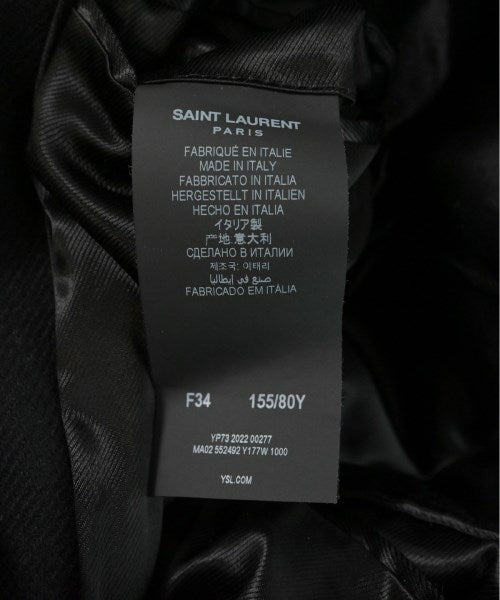 SAINT LAURENT
PARIS
FABRIQUÉ EN ITALIE
MADE IN ITALY
FABBRICATO IN ITALIA
HERGESTELLT IN ITALIEN
HECHO EN ITALIA
イタリア製
产地:意大利
СДЕЛАНО В ИТАЛИИ
제조국: 이태리
صنع في إيطاليا
FABRICADO EM ITÁLIA
F34 155/80Y
YP73 2022 00277
MA02 552492 Y177W 1000
YSL.COM